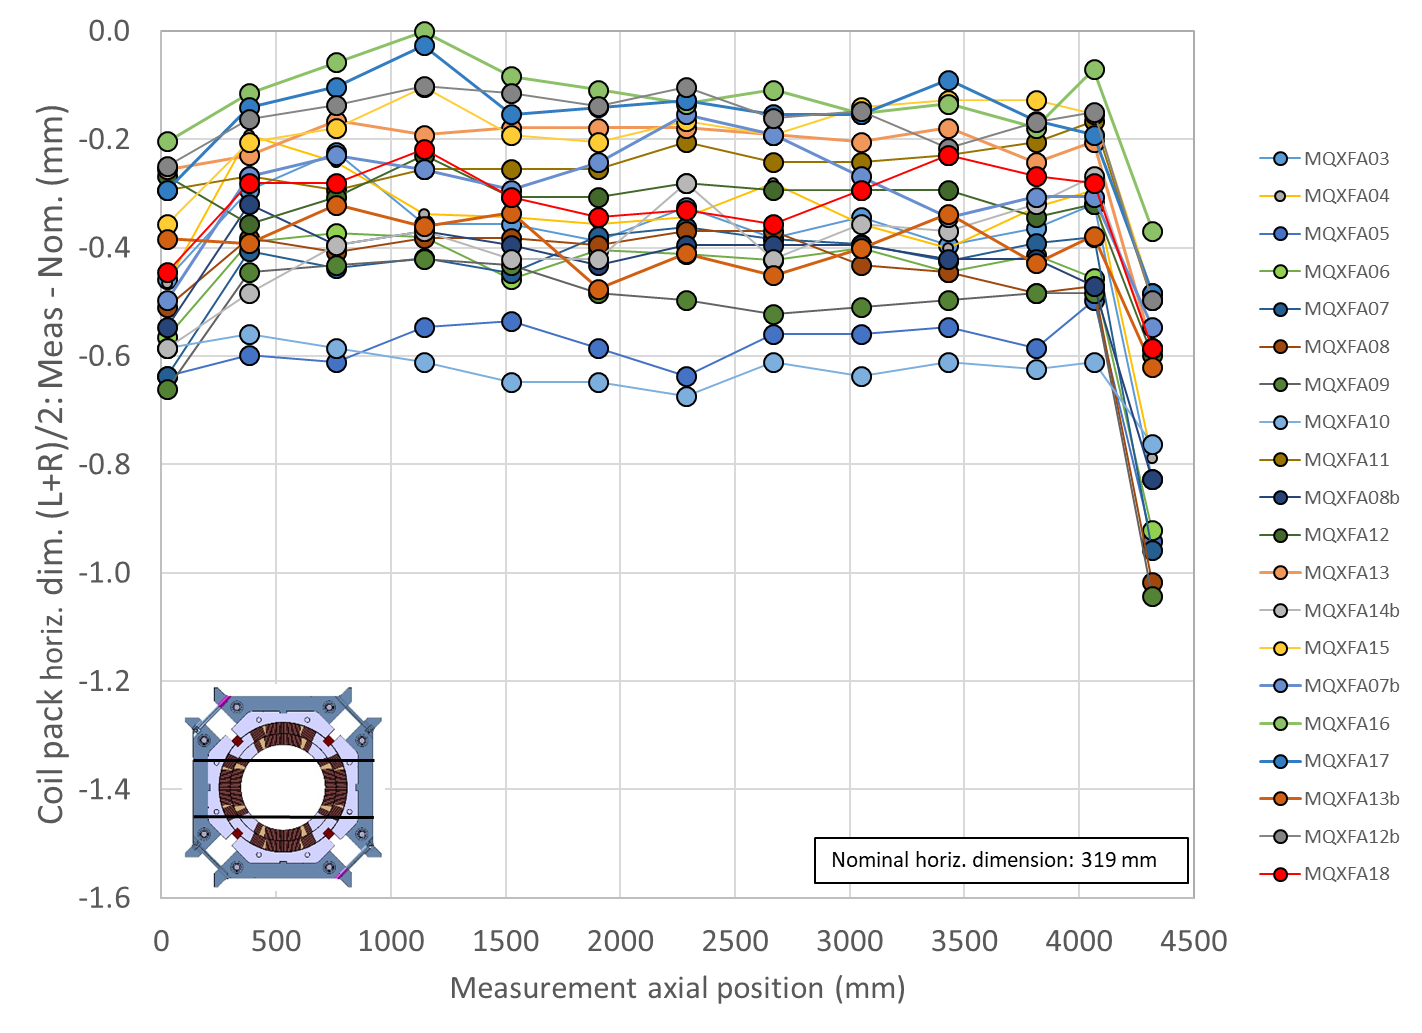 Coil pack horiz. dim. (L+R)/2: Meas - Nom. (mm)
0.0
-0.2
-0.4
-0.6
-0.8
-1.0
-1.2
-1.4
-1.6
0 500 1000 1500 2000 2500 3000 3500 4000 4500
Measurement axial position (mm)
Nominal horiz. dimension: 319 mm
MQXFA03
MQXFA04
MQXFA05
MQXFA06
MQXFA07
MQXFA08
MQXFA09
MQXFA10
MQXFA11
MQXFA08b
MQXFA12
MQXFA13
MQXFA14b
MQXFA15
MQXFA07b
MQXFA16
MQXFA17
MQXFA13b
MQXFA12b
MQXFA18